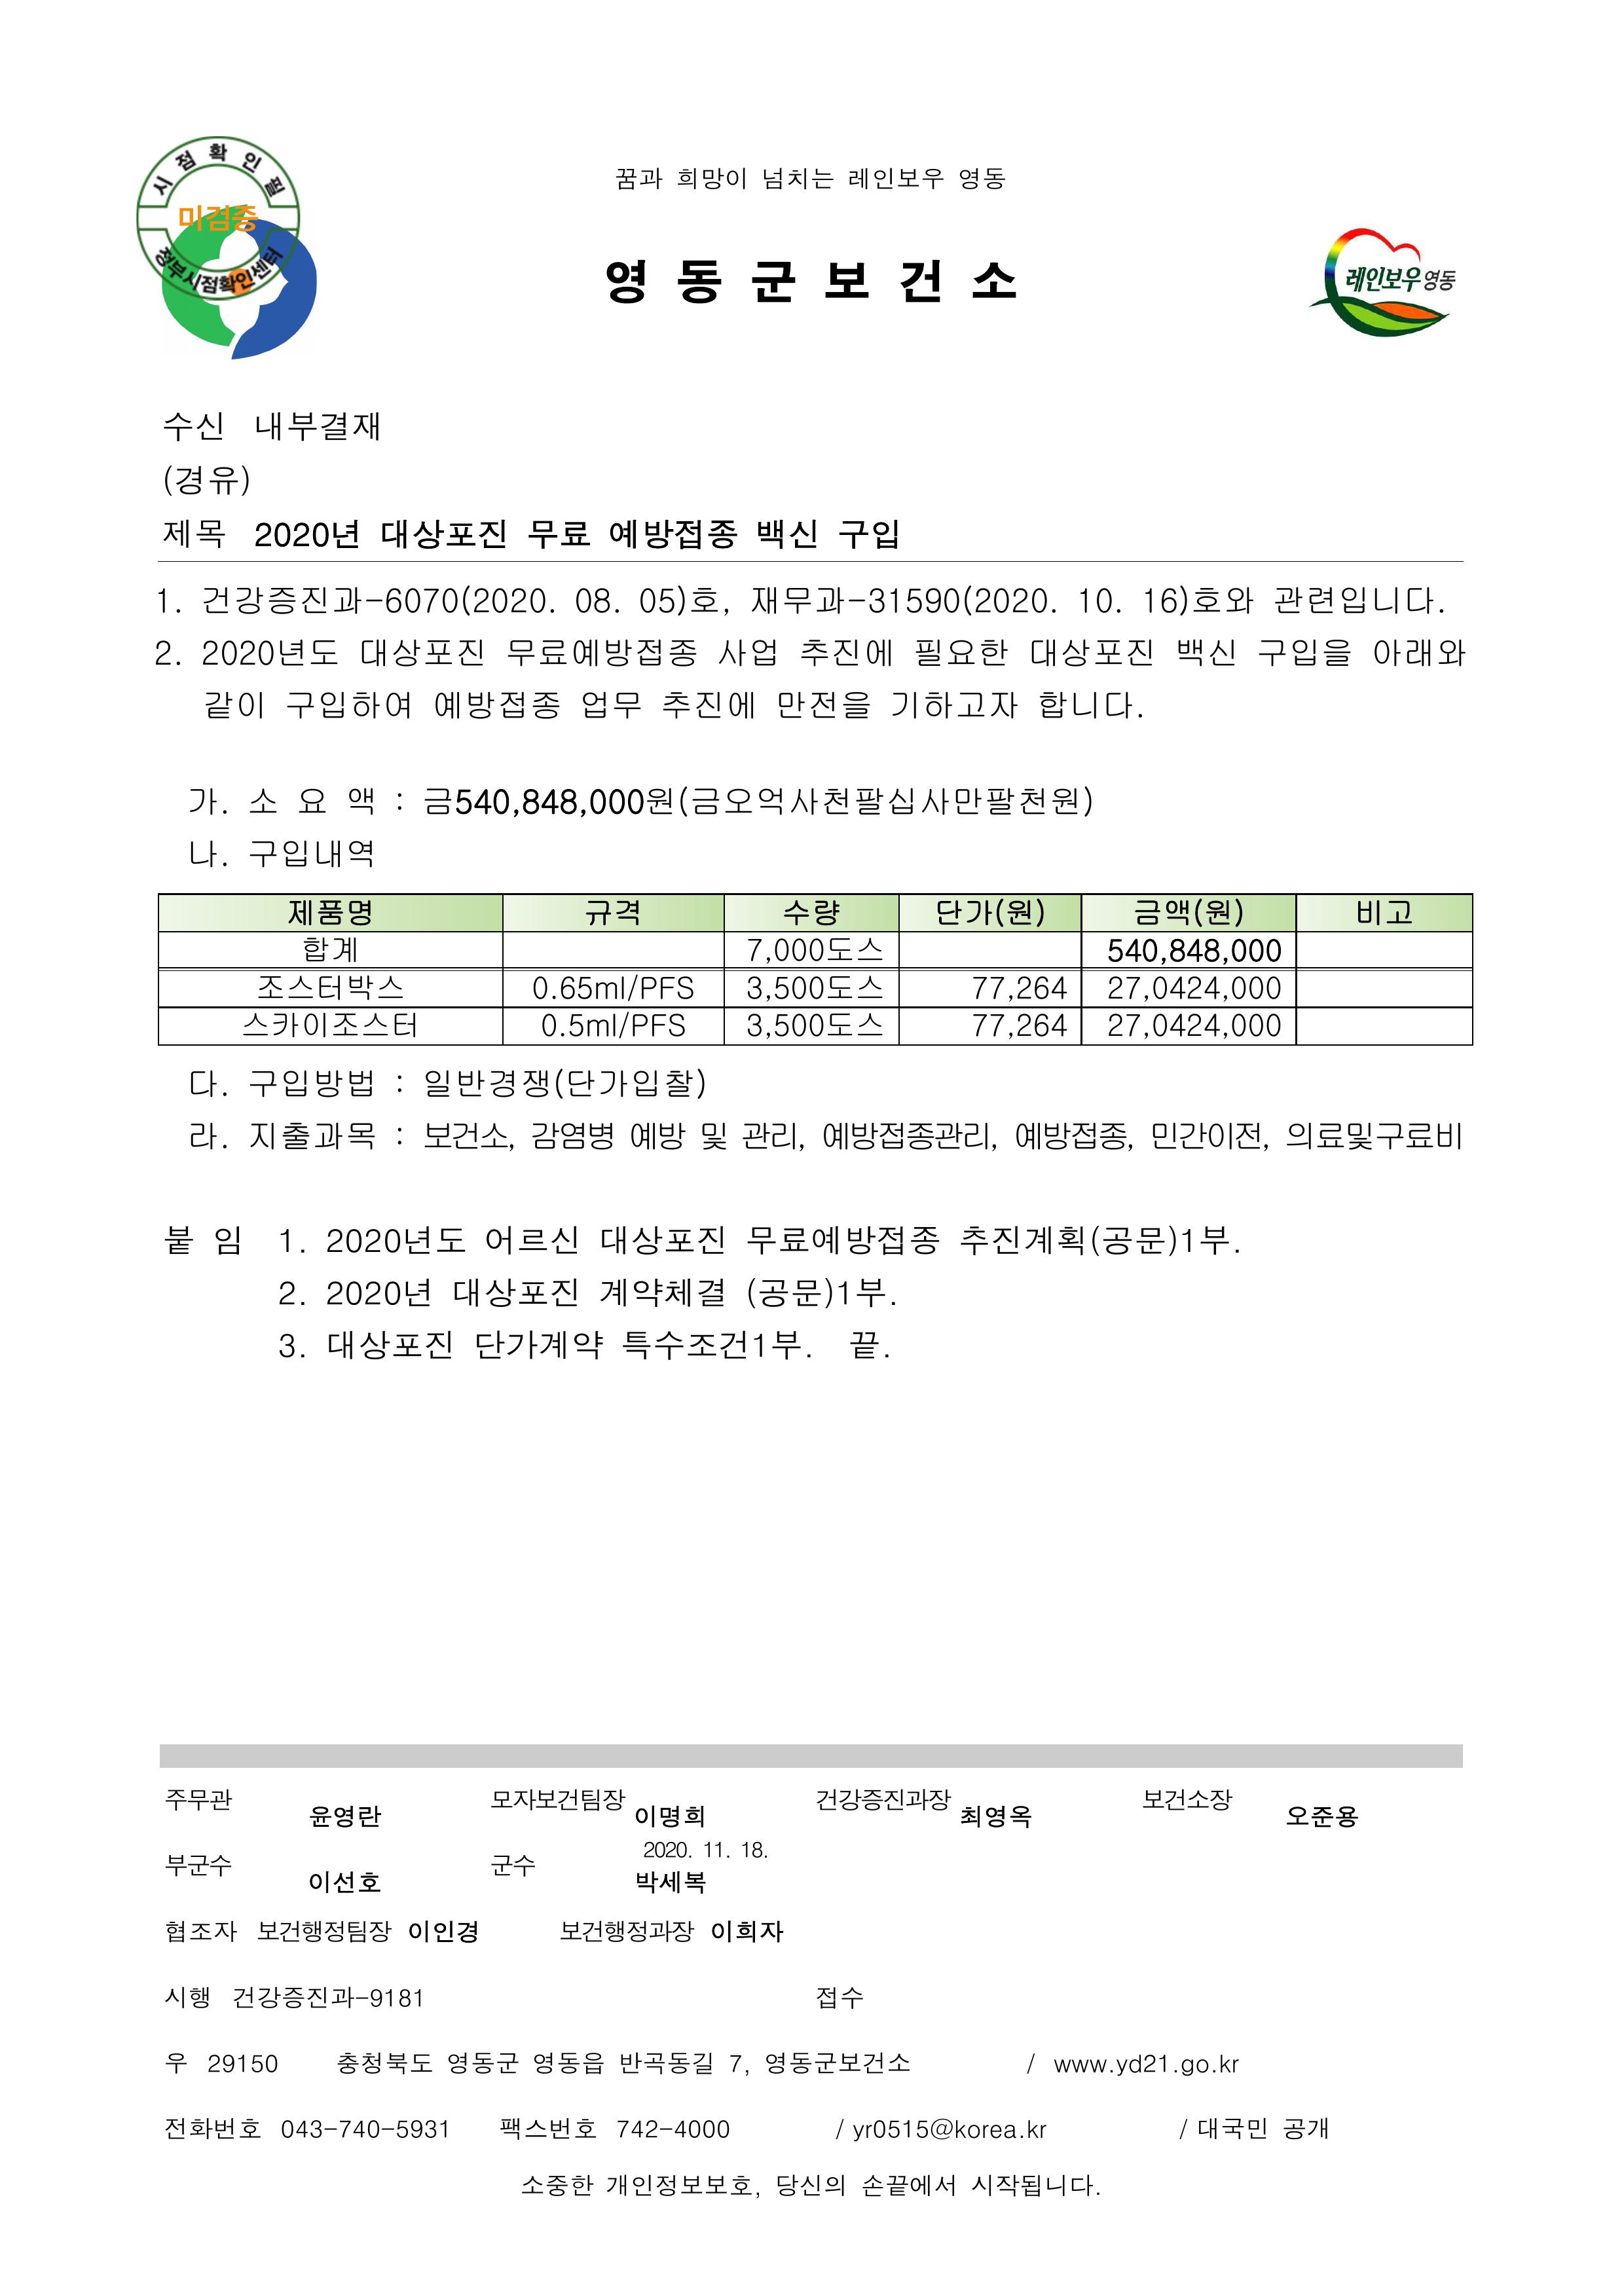 시점확인필
미검증
정부시점확인센터
꿈과 희망이 넘치는 레인보우 영동
영동군보건소
레인보우영동
수신 내부결재
(경유)
제목 2020년 대상포진 무료 예방접종 백신 구입
1. 건강증진과-6070(2020. 08. 05)호, 재무과-31590(2020. 10. 16)호와 관련입니다.
2. 2020년도 대상포진 무료예방접종 사업 추진에 필요한 대상포진 백신 구입을 아래와
같이 구입하여 예방접종 업무 추진에 만전을 기하고자 합니다.
가. 소 요 액 : 금540,848,000원(금오억사천팔십사만팔천원)
나. 구입내역
제품명 규격 수량 단가(원) 금액(원) 비고
합계 7,000도스 540,848,000
조스터박스 0.65ml/PFS 3,500도스 77,264 27,0424,000
스카이조스터 0.5ml/PFS 3,500도스 77,264 27,0424,000
다. 구입방법 : 일반경쟁(단가입찰)
라. 지출과목 : 보건소, 감염병 예방 및 관리, 예방접종관리, 예방접종, 민간이전, 의료및구료비
붙 임 1. 2020년도 어르신 대상포진 무료예방접종 추진계획(공문)1부.
2. 2020년 대상포진 계약체결 (공문)1부.
3. 대상포진 단가계약 특수조건1부. 끝.
주무관 윤영란 모자보건팀장 이명희 건강증진과장 최영옥 보건소장 오준용
2020. 11. 18.
부군수 이선호 군수 박세복
협조자 보건행정팀장 이인경 보건행정과장 이희자
시행 건강증진과-9181 접수
우 29150 충청북도 영동군 영동읍 반곡동길 7, 영동군보건소 / www.yd21.go.kr
전화번호 043-740-5931 팩스번호 742-4000 / yr0515@korea.kr / 대국민 공개
소중한 개인정보보호, 당신의 손끝에서 시작됩니다.